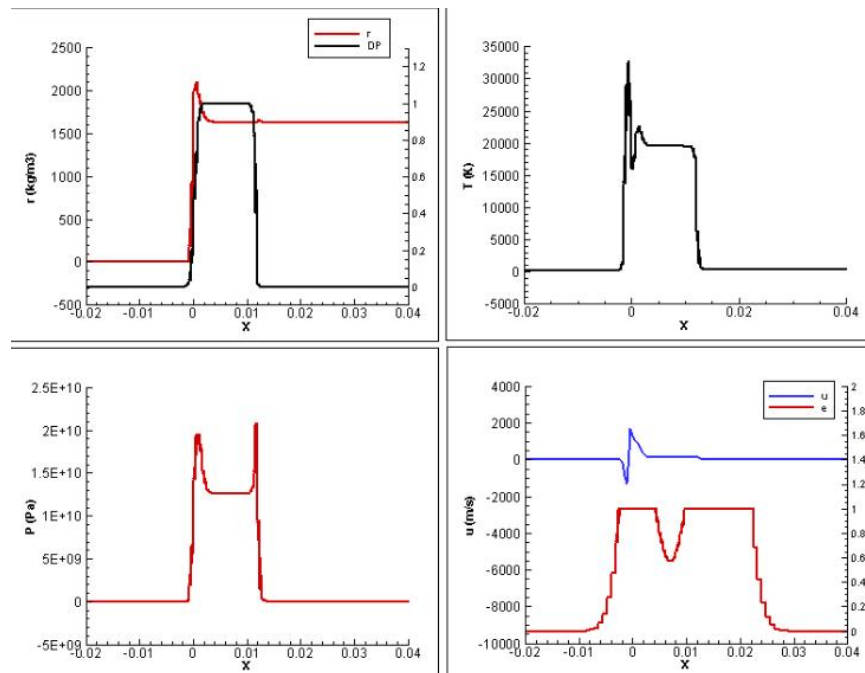 r
DP
2500
2000
1500
1000
500
0
-500
r (kg/m3)
1.2
1
0.8
0.6
0.4
0.2
0
-0.02 -0.01 0 0.01 0.02 0.03 0.04
X
35000
30000
25000
20000
15000
10000
5000
0
-5000
T (K)
-0.02 0 0.02 0.04
X
2.5E+10
2E+10
1.5E+10
1E+10
5E+09
0
-5E+09
P (Pa)
-0.02 -0.01 0 0.01 0.02 0.03 0.04
X
u
e
4000
2000
0
-2000
-4000
-6000
-8000
-10000
u (m/s)
2
1.8
1.6
1.4
1.2
1
0.8
0.6
0.4
0.2
0
-0.02 -0.01 0 0.01 0.02 0.03 0.04
X